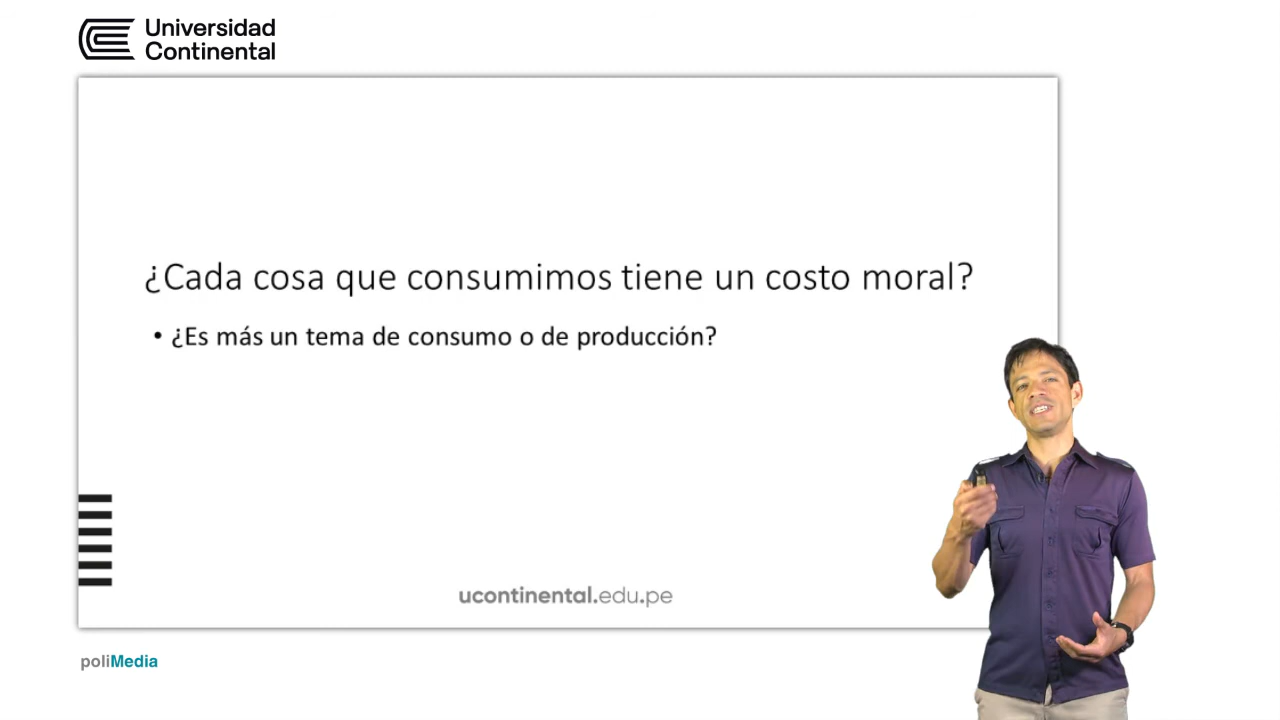 Universidad
Continental
¿Cada cosa que consumimos tiene un costo moral?
• ¿Es más un tema de consumo o de producción?
ucontinental.edu.pe
poliMedia